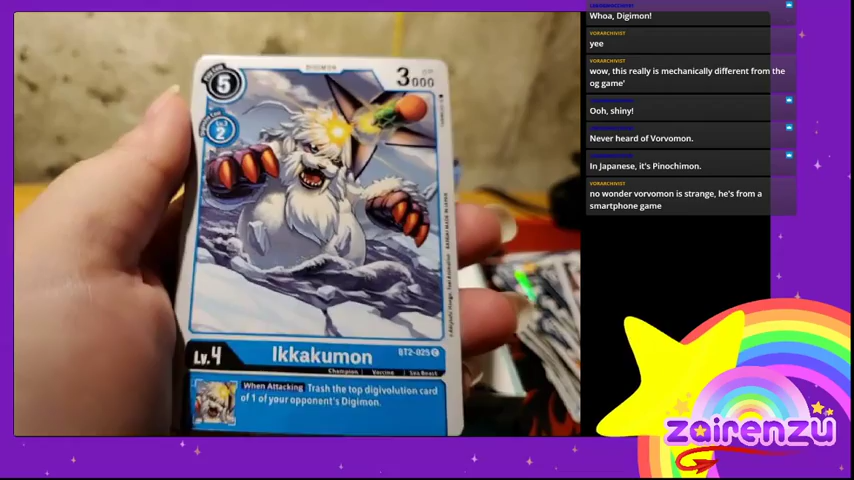 DIGIMON
5
3000
DP
Lv.3
2
Lv.4
Ikkakumon
BT2-025 C
Champion Vaccine Sea Beast
When Attacking Trash the top digivolution card
of 1 of your opponent's Digimon.
Whoa, Digimon!
VORARCHIVIST
yee
VORARCHIVIST
wow, this really is mechanically different from the
og game'
Ooh, shiny!
Never heard of Vorvomon.
In Japanese, it's Pinochimon.
VORARCHIVIST
no wonder vorvomon is strange, he's from a
smartphone game
zairenzu